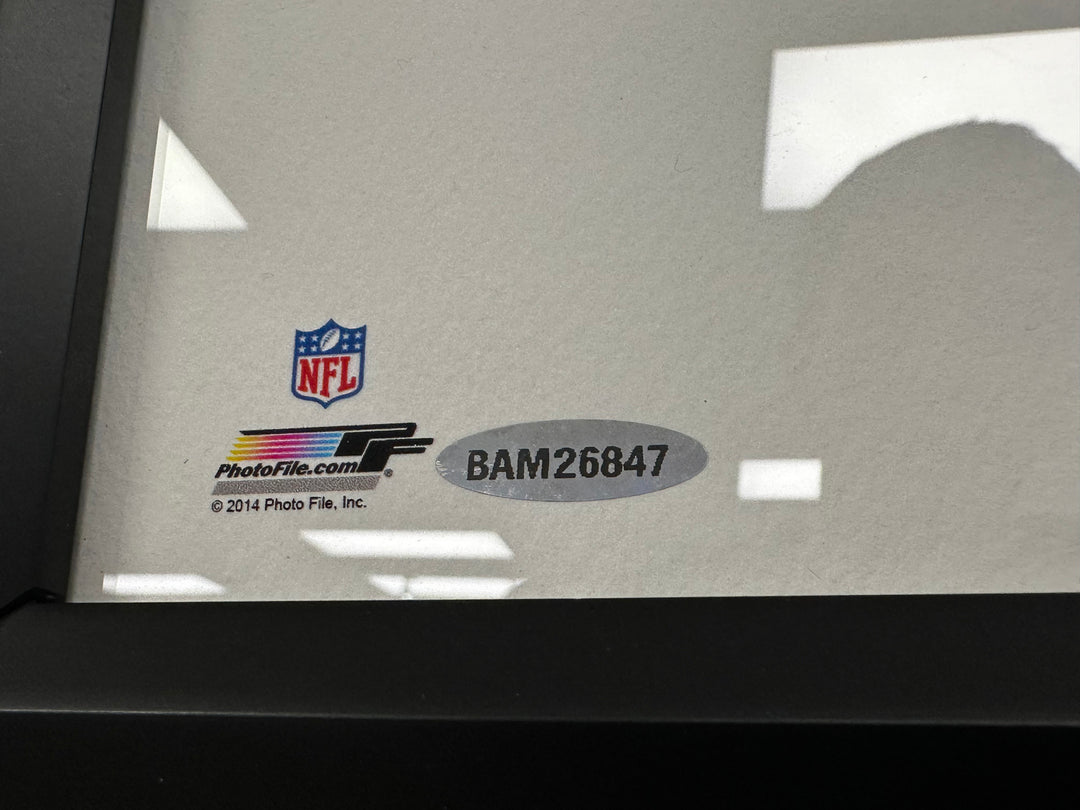 NFL
PhotoFile.com®
© 2014 Photo File, Inc.
BAM26847